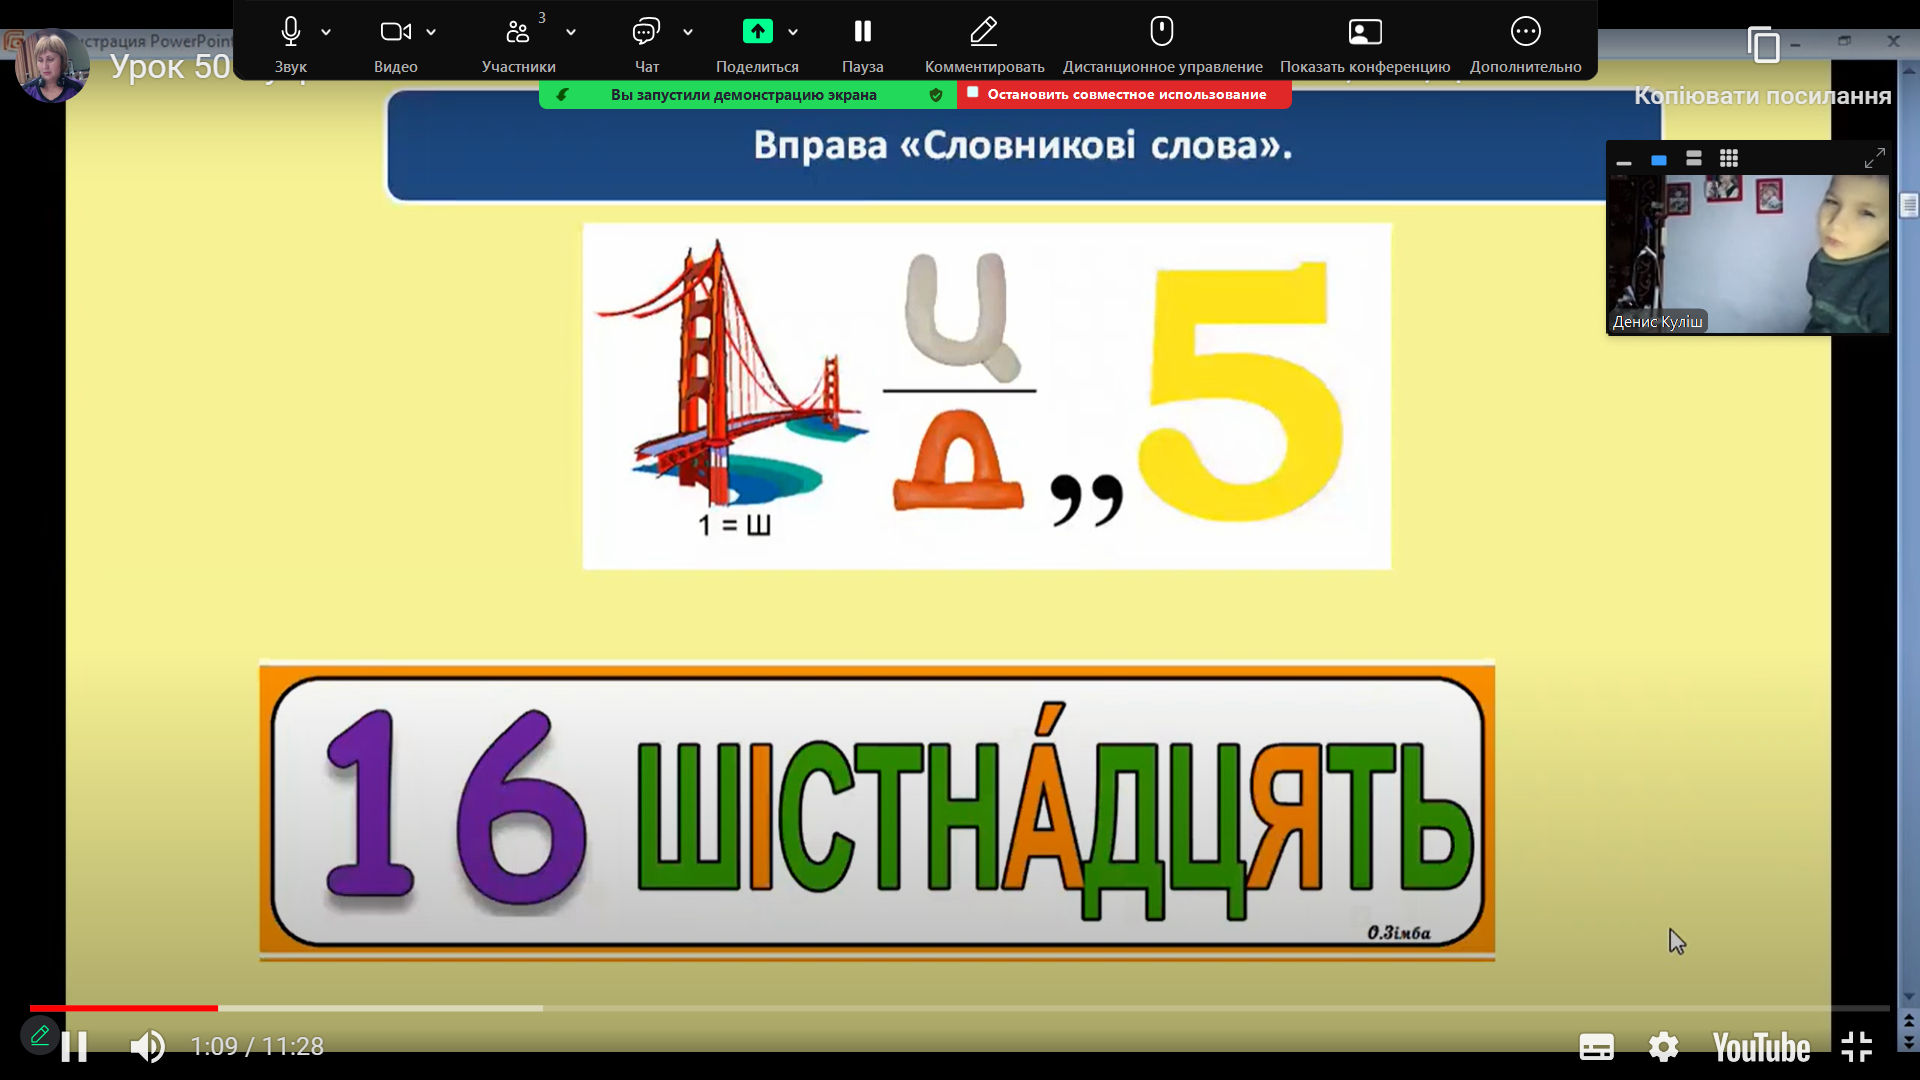 3
Звук
Видео
Участники
Чат
Поделиться
Пауза
Комментировать
Дистанционное управление
Показать конференцию
Дополнительно
Вы запустили демонстрацию экрана
Остановить совместное использование
PowerPoint
Урок 50
Копіювати посилання
Вправа «Словникові слова».
Денис Куліш
Ц
Д
,, 5
1 = Ш
16 ШІСТНА́ДЦЯТЬ
О.Зімба
1:09 / 11:28
YouTube